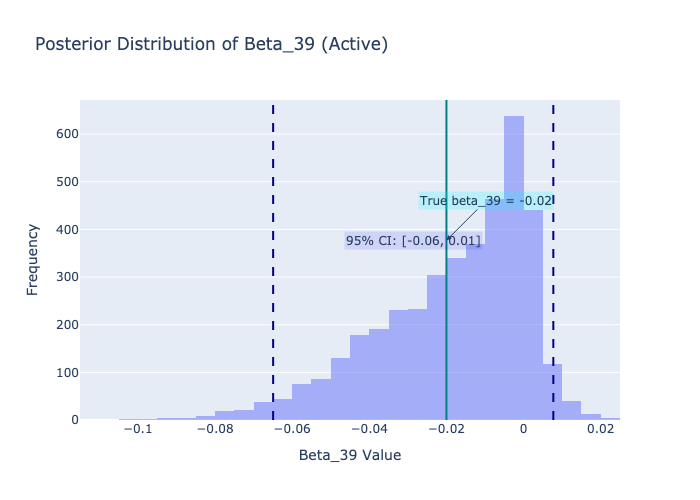 Posterior Distribution of Beta_39 (Active)
600
500
400
300
200
100
0
Frequency
True beta_39 = -0.02
95% CI: [-0.06, 0.01]
−0.1 −0.08 −0.06 −0.04 −0.02 0 0.02
Beta_39 Value